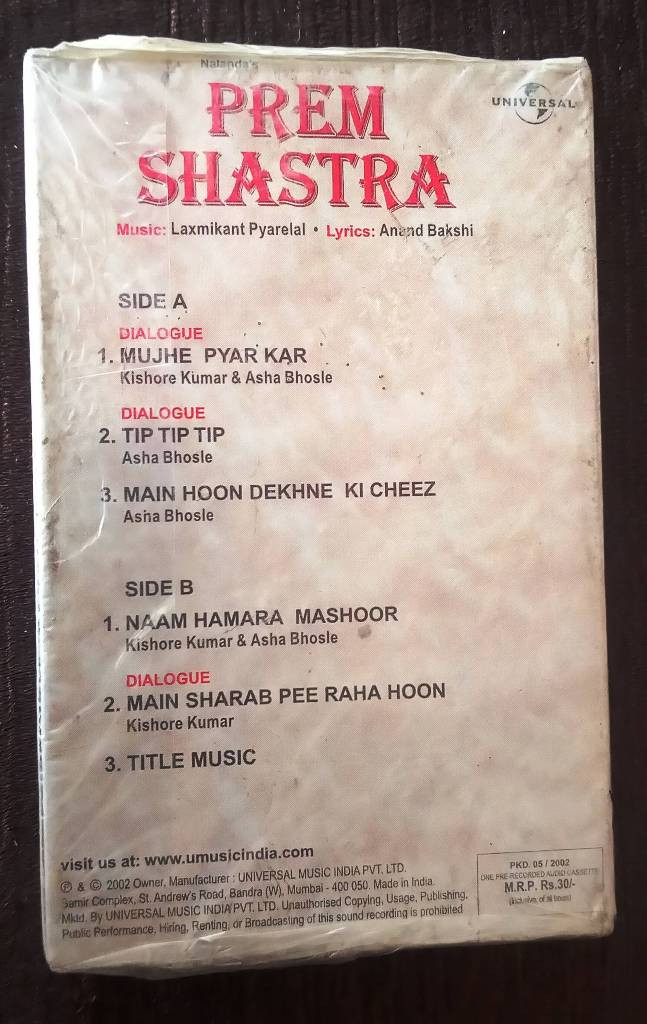 Nalanda's
PREM
SHASTRA
UNIVERSAL
Music: Laxmikant Pyarelal • Lyrics: Anand Bakshi
SIDE A
DIALOGUE
1. MUJHE PYAR KAR
Kishore Kumar & Asha Bhosle
DIALOGUE
2. TIP TIP TIP
Asha Bhosle
3. MAIN HOON DEKHNE KI CHEEZ
Asha Bhosle
SIDE B
1. NAAM HAMARA MASHOOR
Kishore Kumar & Asha Bhosle
DIALOGUE
2. MAIN SHARAB PEE RAHA HOON
Kishore Kumar
3. TITLE MUSIC
visit us at: www.umusicindia.com
℗ & © 2002 Owner, Manufacturer : UNIVERSAL MUSIC INDIA PVT. LTD.
Samir Complex, St. Andrew's Road, Bandra (W), Mumbai - 400 050. Made in India.
Mktd. By UNIVERSAL MUSIC INDIA PVT. LTD. Unauthorised Copying, Usage, Publishing,
Public Performance, Hiring, Renting, or Broadcasting of this sound recording is prohibited
PKD. 05 / 2002
ONE PRE-RECORDED AUDIO CASSETTE
M.R.P. Rs.30/-
(Inclusive of all taxes)